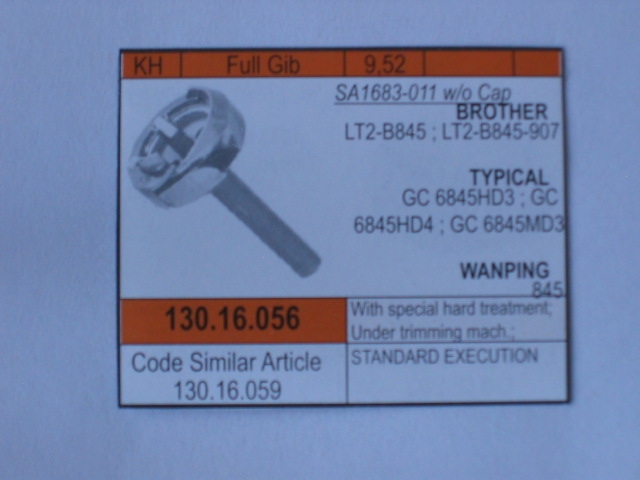 KH Full Gib 9,52
SA1683-011 w/o Cap
BROTHER
LT2-B845 ; LT2-B845-907
TYPICAL
GC 6845HD3 ; GC
6845HD4 ; GC 6845MD3
WANPING
845
130.16.056
With special hard treatment;
Under trimming mach.;
Code Similar Article
130.16.059
STANDARD EXECUTION